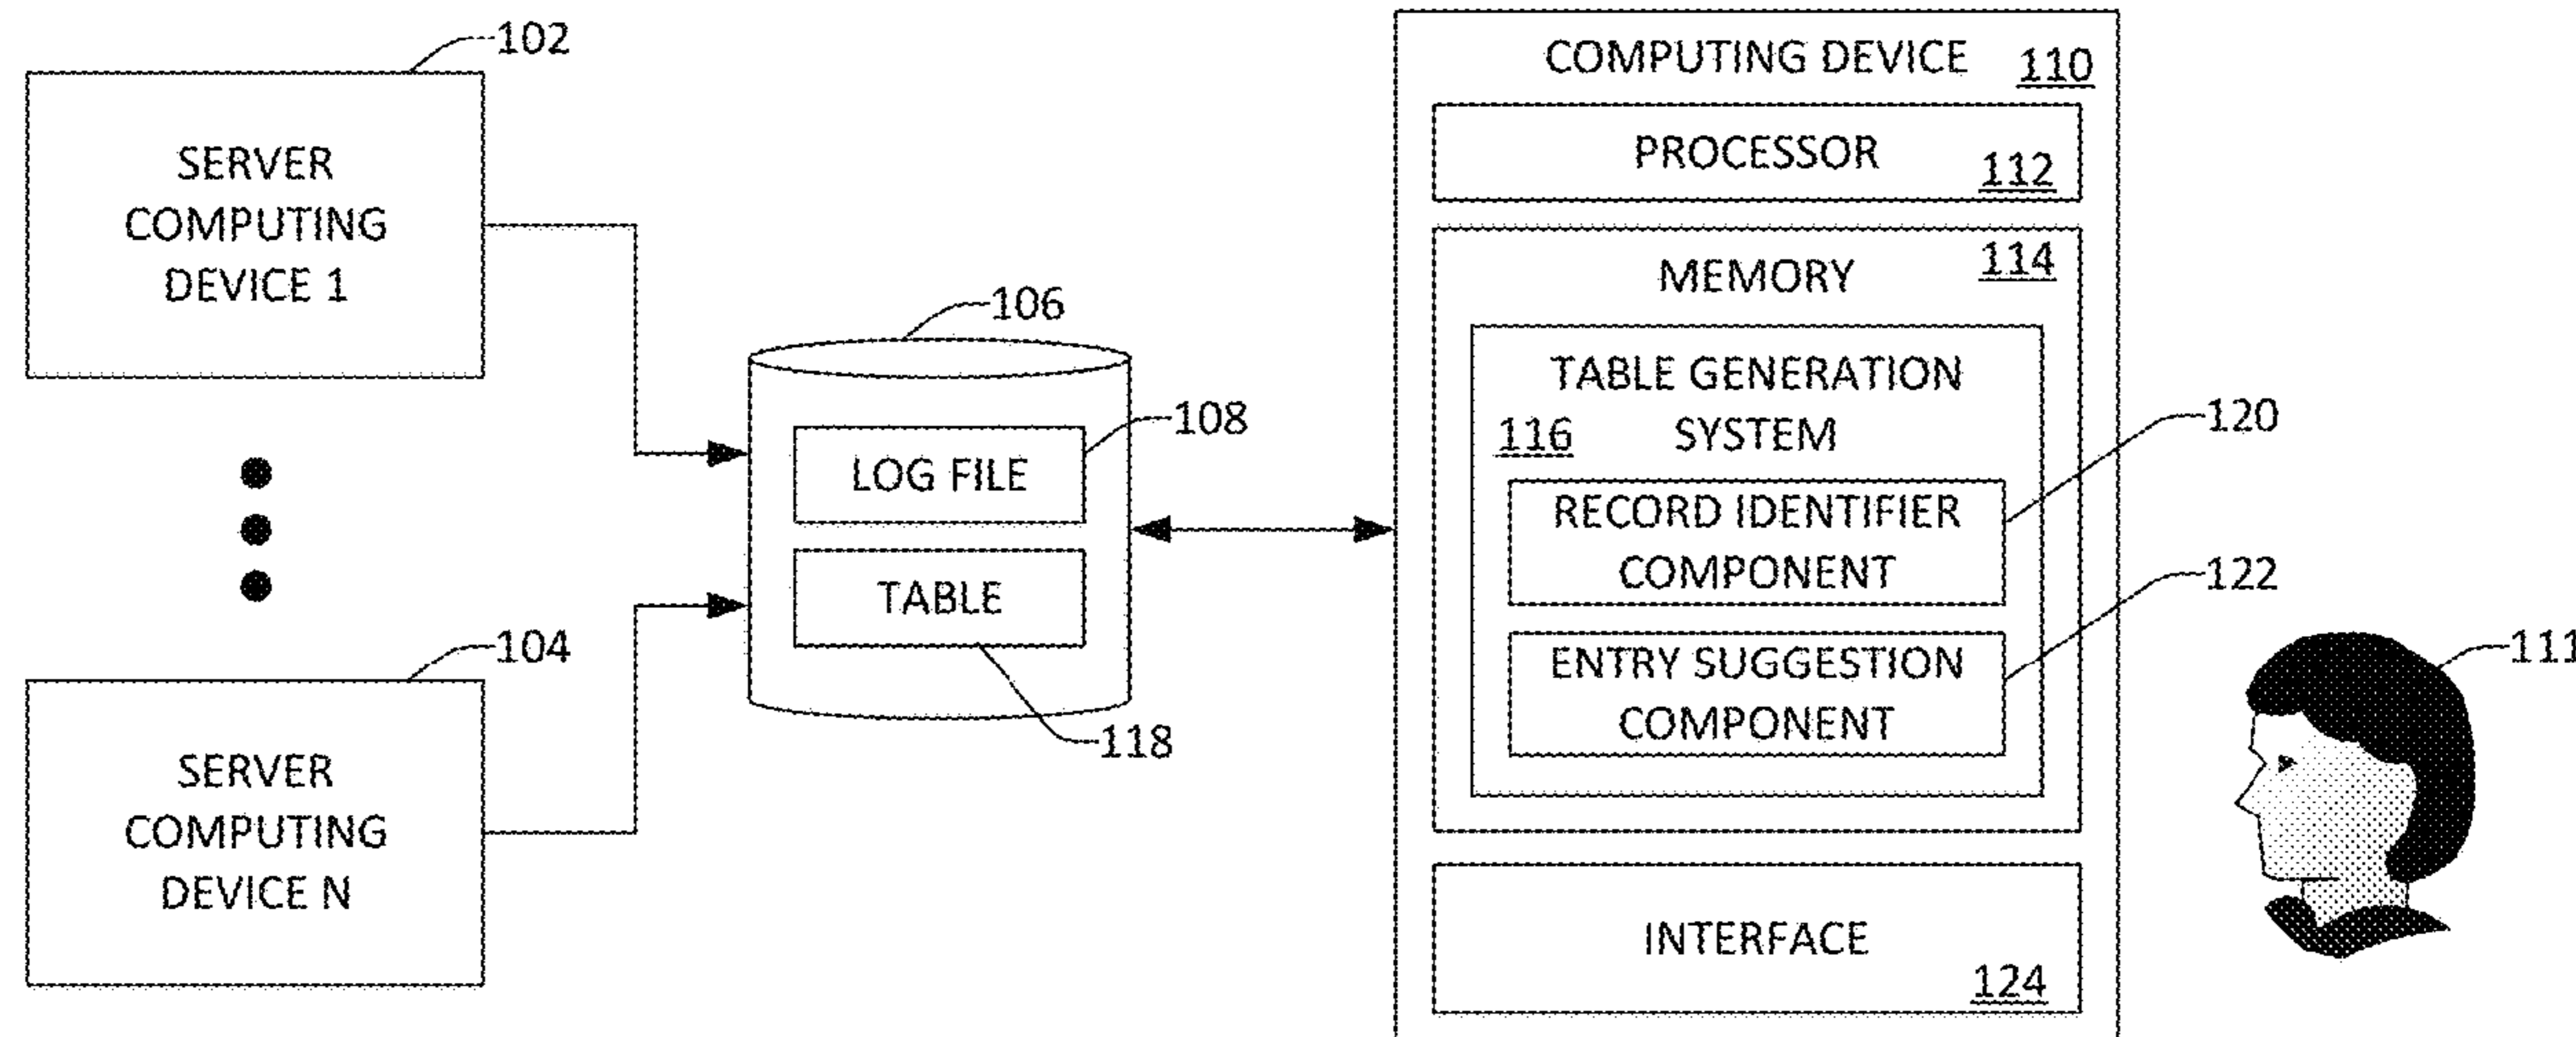 102
SERVER
COMPUTING
DEVICE 1
104
SERVER
COMPUTING
DEVICE N
106
LOG FILE
108
TABLE
118
COMPUTING DEVICE 110
PROCESSOR
112
MEMORY 114
TABLE GENERATION
116 SYSTEM
RECORD IDENTIFIER
COMPONENT
120
ENTRY SUGGESTION
COMPONENT
122
INTERFACE
124
111